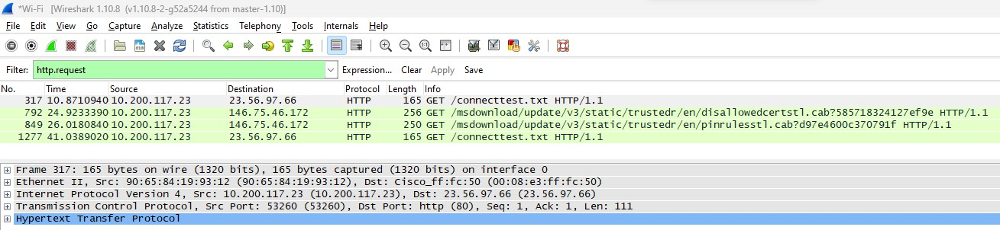 *Wi-Fi [Wireshark 1.10.8 (v1.10.8-2-g52a5244 from master-1.10)]
File Edit View Go Capture Analyze Statistics Telephony Tools Internals Help
Filter: http.request Expression... Clear Apply Save
No. Time Source Destination Protocol Length Info
317 10.8710940 10.200.117.23 23.56.97.66 HTTP 165 GET /connecttest.txt HTTP/1.1
792 24.9233390 10.200.117.23 146.75.46.172 HTTP 256 GET /msdownload/update/v3/static/trustedr/en/disallowedcertstl.cab?585718324127ef9e HTTP/1.1
849 26.0180840 10.200.117.23 146.75.46.172 HTTP 250 GET /msdownload/update/v3/static/trustedr/en/pinrulesstl.cab?d97e4600c370791f HTTP/1.1
1277 41.0389020 10.200.117.23 23.56.97.66 HTTP 165 GET /connecttest.txt HTTP/1.1
Frame 317: 165 bytes on wire (1320 bits), 165 bytes captured (1320 bits) on interface 0
Ethernet II, Src: 90:65:84:19:93:12 (90:65:84:19:93:12), Dst: Cisco_ff:fc:50 (00:08:e3:ff:fc:50)
Internet Protocol Version 4, Src: 10.200.117.23 (10.200.117.23), Dst: 23.56.97.66 (23.56.97.66)
Transmission Control Protocol, Src Port: 53260 (53260), Dst Port: http (80), Seq: 1, Ack: 1, Len: 111
Hypertext Transfer Protocol